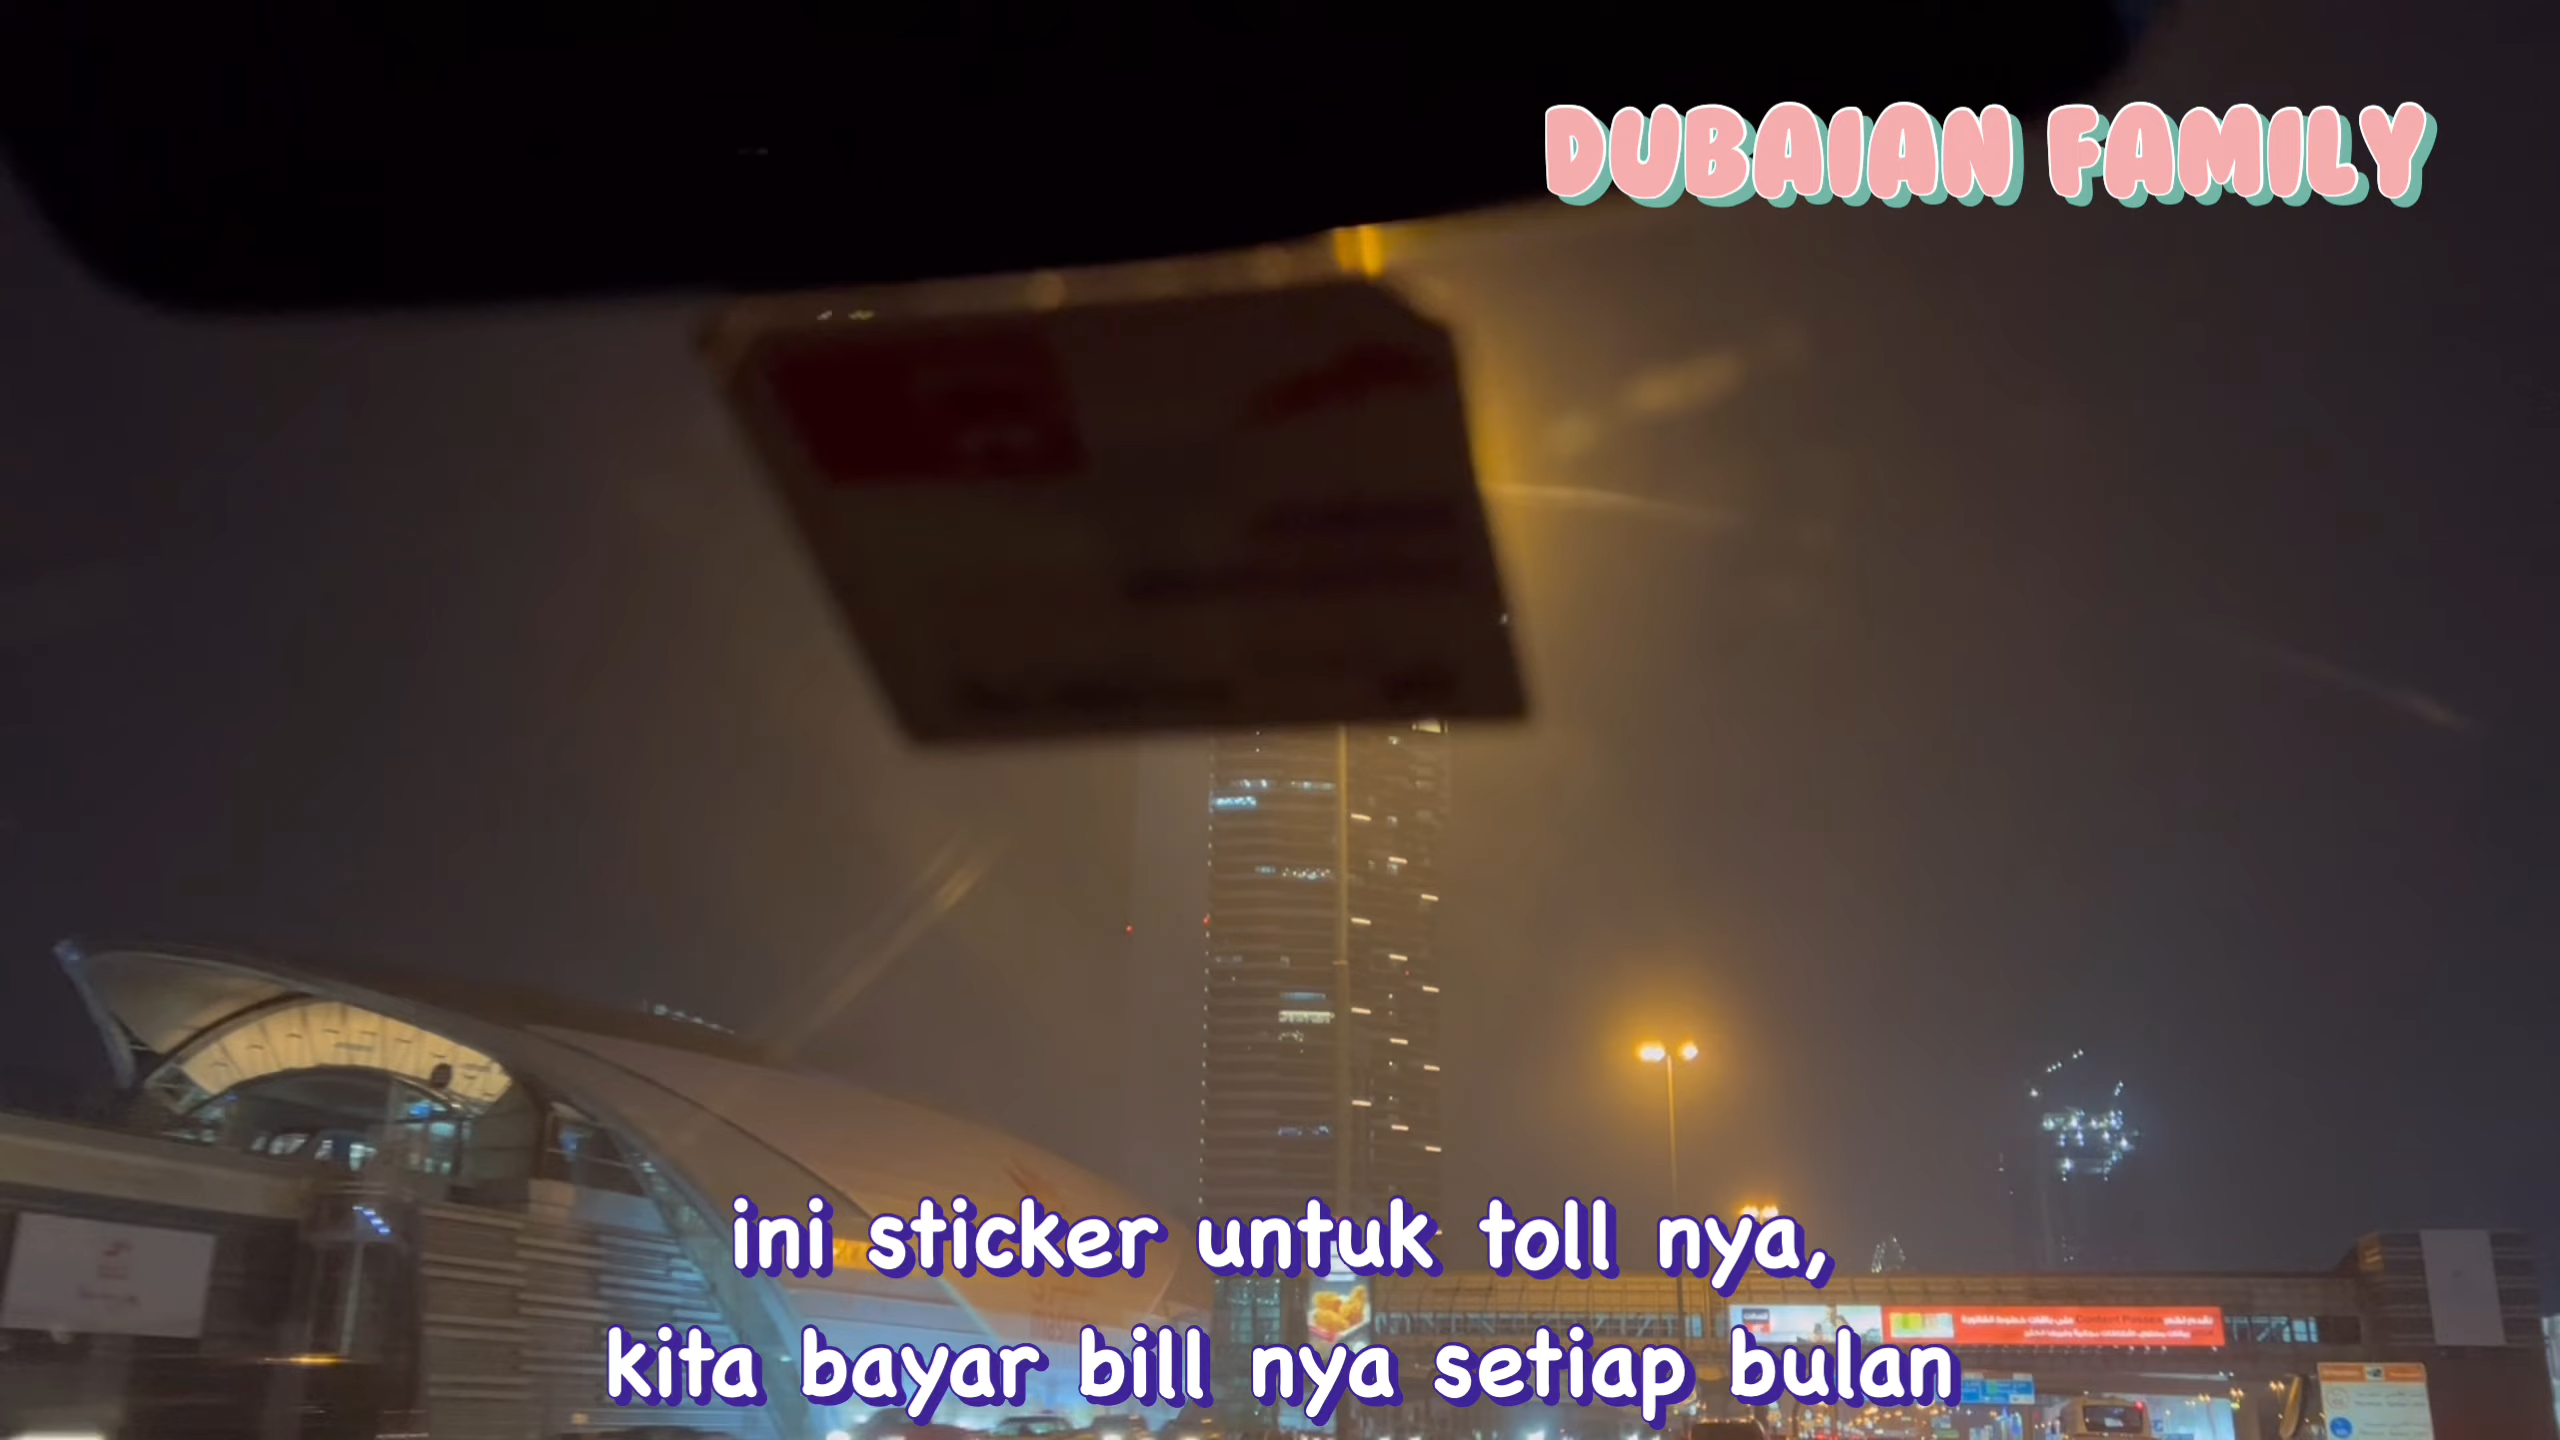 DUBAIAN FAMILY
ini sticker untuk toll nya,
kita bayar bill nya setiap bulan